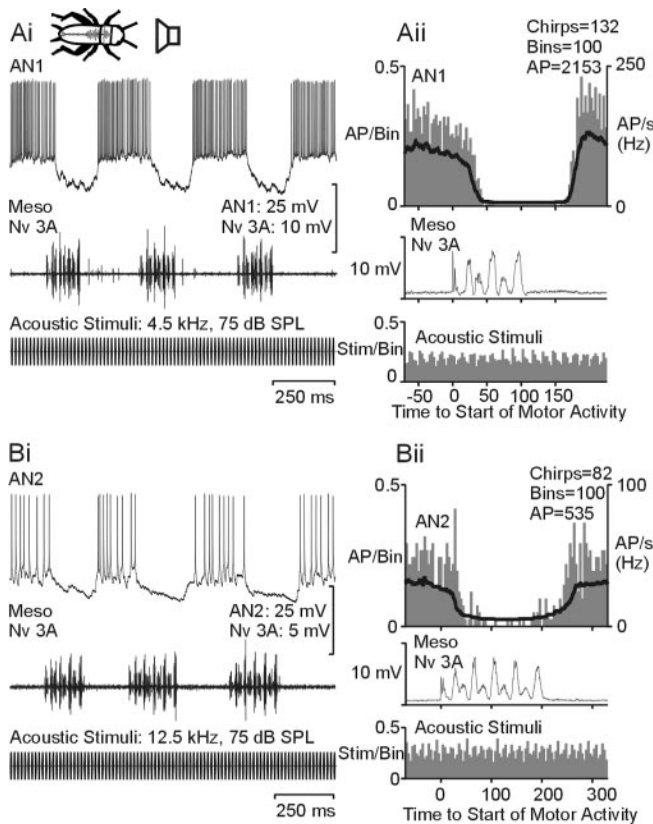 Ai
AN1
Meso
Nv 3A
AN1: 25 mV
Nv 3A: 10 mV
Acoustic Stimuli: 4.5 kHz, 75 dB SPL
250 ms
Aii
Chirps=132
Bins=100
AP=2153
0.5
AN1
250
AP/Bin
AP/s
(Hz)
0
0
Meso
Nv 3A
10 mV
0.5
Acoustic Stimuli
Stim/Bin
0
-50 0 50 100 150
Time to Start of Motor Activity
Bi
AN2
Meso
Nv 3A
AN2: 25 mV
Nv 3A: 5 mV
Acoustic Stimuli: 12.5 kHz, 75 dB SPL
250 ms
Bii
Chirps=82
Bins=100
AP=535
0.5
AN2
100
AP/Bin
AP/s
(Hz)
0
0
Meso
Nv 3A
10 mV
0.5
Acoustic Stimuli
Stim/Bin
0
0 100 200 300
Time to Start of Motor Activity